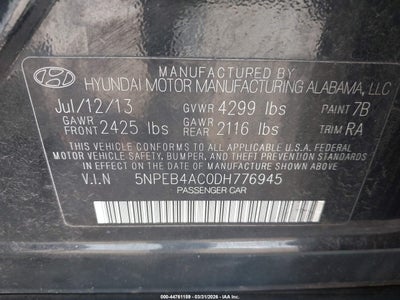 MANUFACTURED BY
HYUNDAI MOTOR MANUFACTURING ALABAMA, LLC
Jul/12/13 GVWR 4299 lbs PAINT 7B
GAWR FRONT 2425 lbs GAWR REAR 2116 lbs TRIM RA
THIS VEHICLE CONFORMS TO ALL APPLICABLE U.S.A. FEDERAL
MOTOR VEHICLE SAFETY, BUMPER, AND THEFT PREVENTION
STANDARDS IN EFFECT ON THE DATE OF MANUFACTURE SHOWN ABOVE
V.I.N 5NPEB4AC0DH776945
PASSENGER CAR
000-44761159 - 03/31/2026 - IAA Inc.